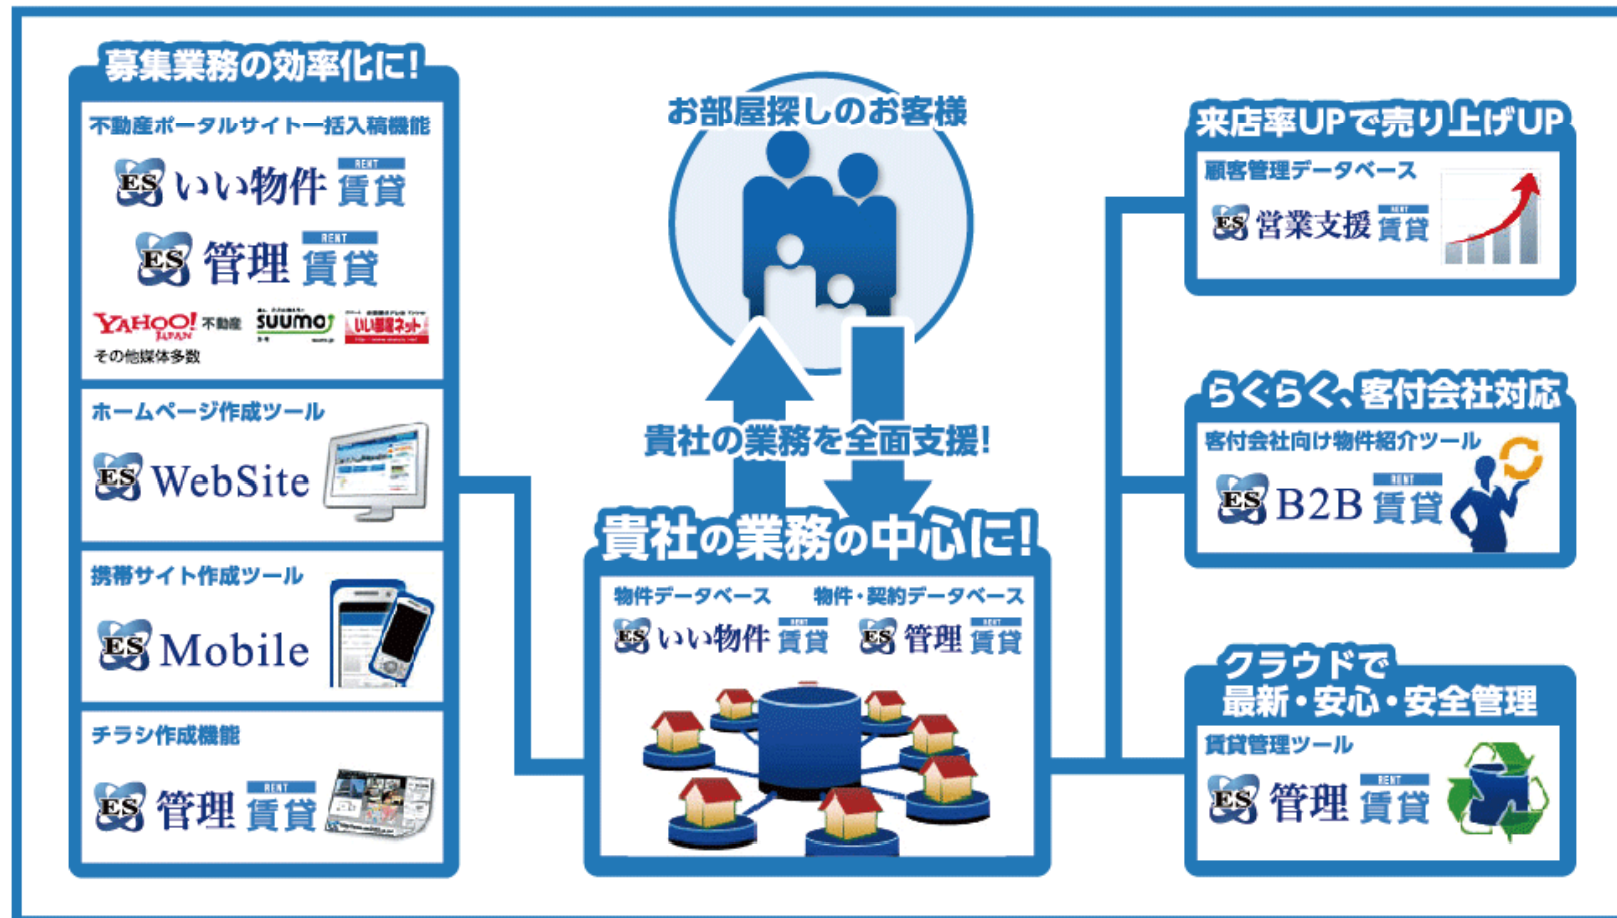 募集業務の効率化に!
不動産ポータルサイト一括入稿機能
ES いい物件 RENT 賃貸
ES 管理 RENT 賃貸
YAHOO! JAPAN 不動産 SUUMO いい部屋ネット
その他媒体多数
ホームページ作成ツール
ES WebSite
携帯サイト作成ツール
ES Mobile
チラシ作成機能
ES 管理 RENT 賃貸
お部屋探しのお客様
貴社の業務を全面支援!
貴社の業務の中心に!
物件データベース 物件・契約データベース
ES いい物件 RENT 賃貸 ES 管理 RENT 賃貸
来店率UPで売り上げUP
顧客管理データベース
ES 営業支援 RENT 賃貸
らくらく、客付会社対応
客付会社向け物件紹介ツール
ES B2B RENT 賃貸
クラウドで
最新・安心・安全管理
賃貸管理ツール
ES 管理 RENT 賃貸